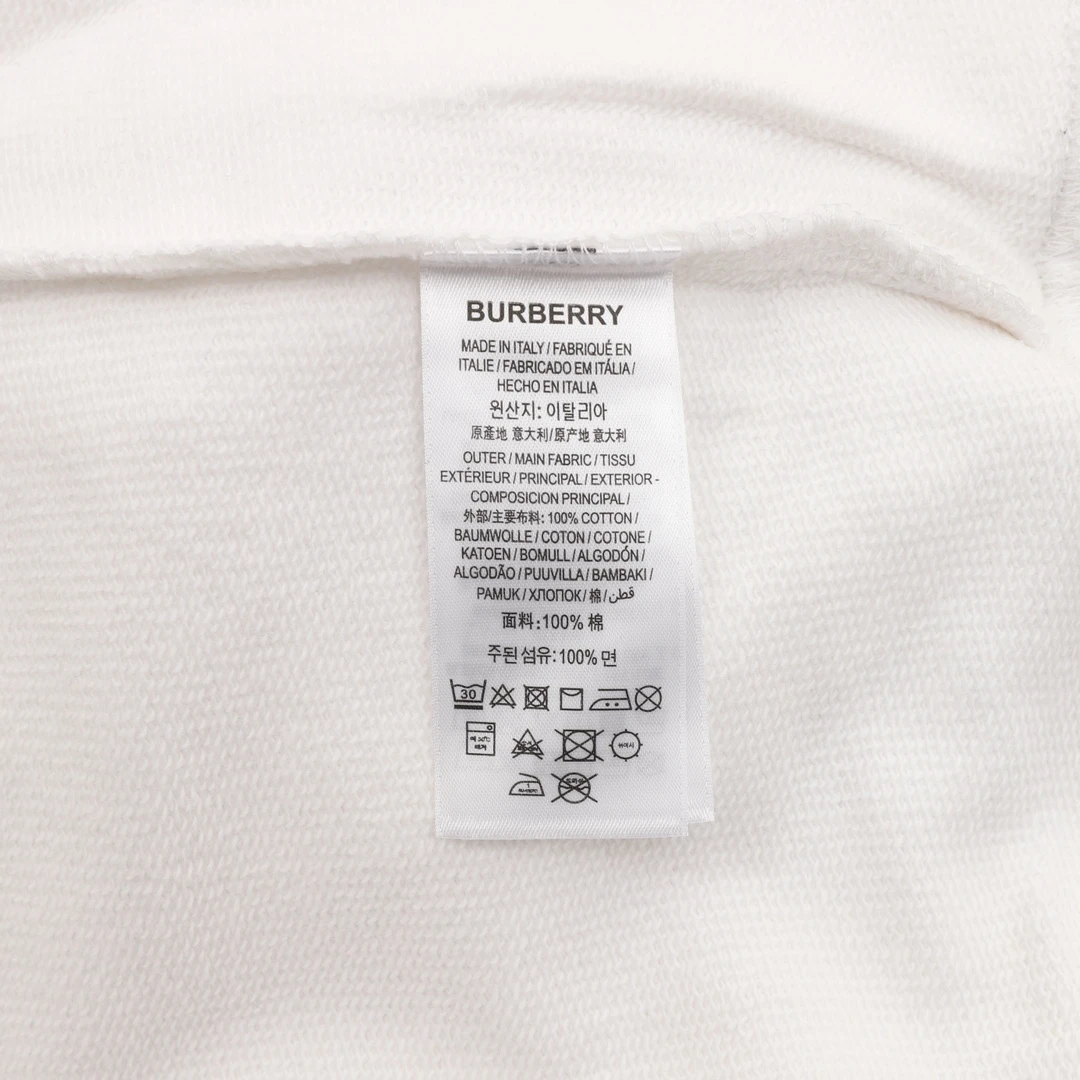 BURBERRY
MADE IN ITALY / FABRIQUÉ EN
ITALIE / FABRICADO EM ITÁLIA /
HECHO EN ITALIA
원산지: 이탈리아
原產地 意大利/原产地 意大利
OUTER / MAIN FABRIC / TISSU
EXTÉRIEUR / PRINCIPAL / EXTERIOR -
COMPOSICION PRINCIPAL /
外部/主要布料: 100% COTTON /
BAUMWOLLE / COTON / COTONE /
KATOEN / BOMULL / ALGODÓN /
ALGODÃO / PUUVILLA / BAMBAKI /
PAMUK / ХЛОПОК / 棉 / قطن
面料:100% 棉
주된 섬유:100% 면
30